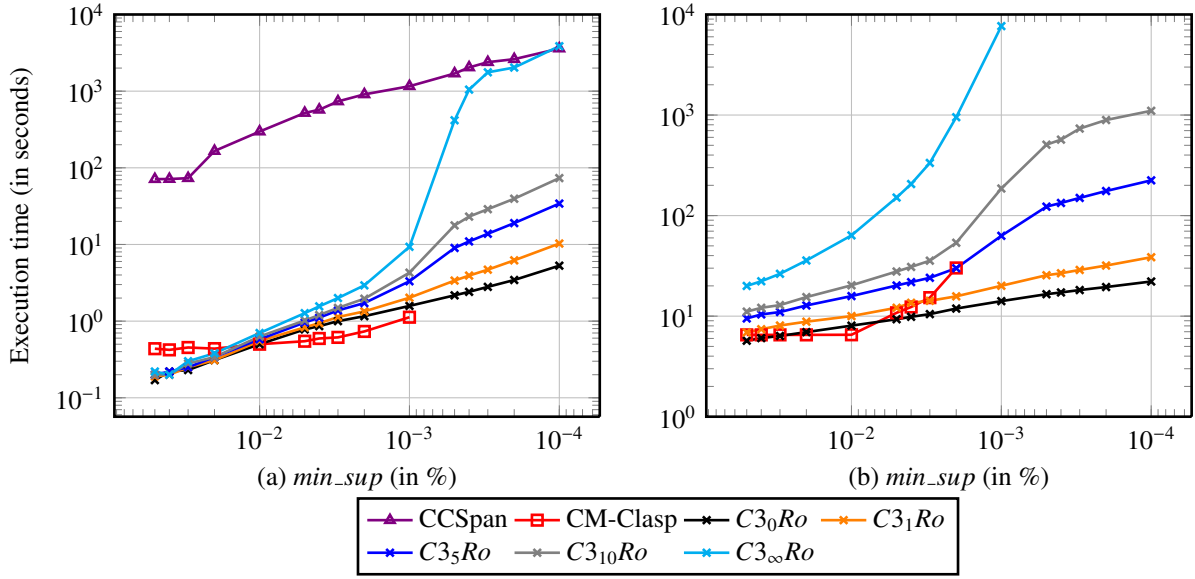 Execution time (in seconds)
10^4
10^3
10^2
10^1
10^0
10^−1
10^−2 10^−3 10^−4
(a) min_sup (in %)
10^4
10^3
10^2
10^1
10^0
10^−2 10^−3 10^−4
(b) min_sup (in %)
CCSpan CM-Clasp C3_0Ro C3_1Ro
C3_5Ro C3_10Ro C3_∞Ro